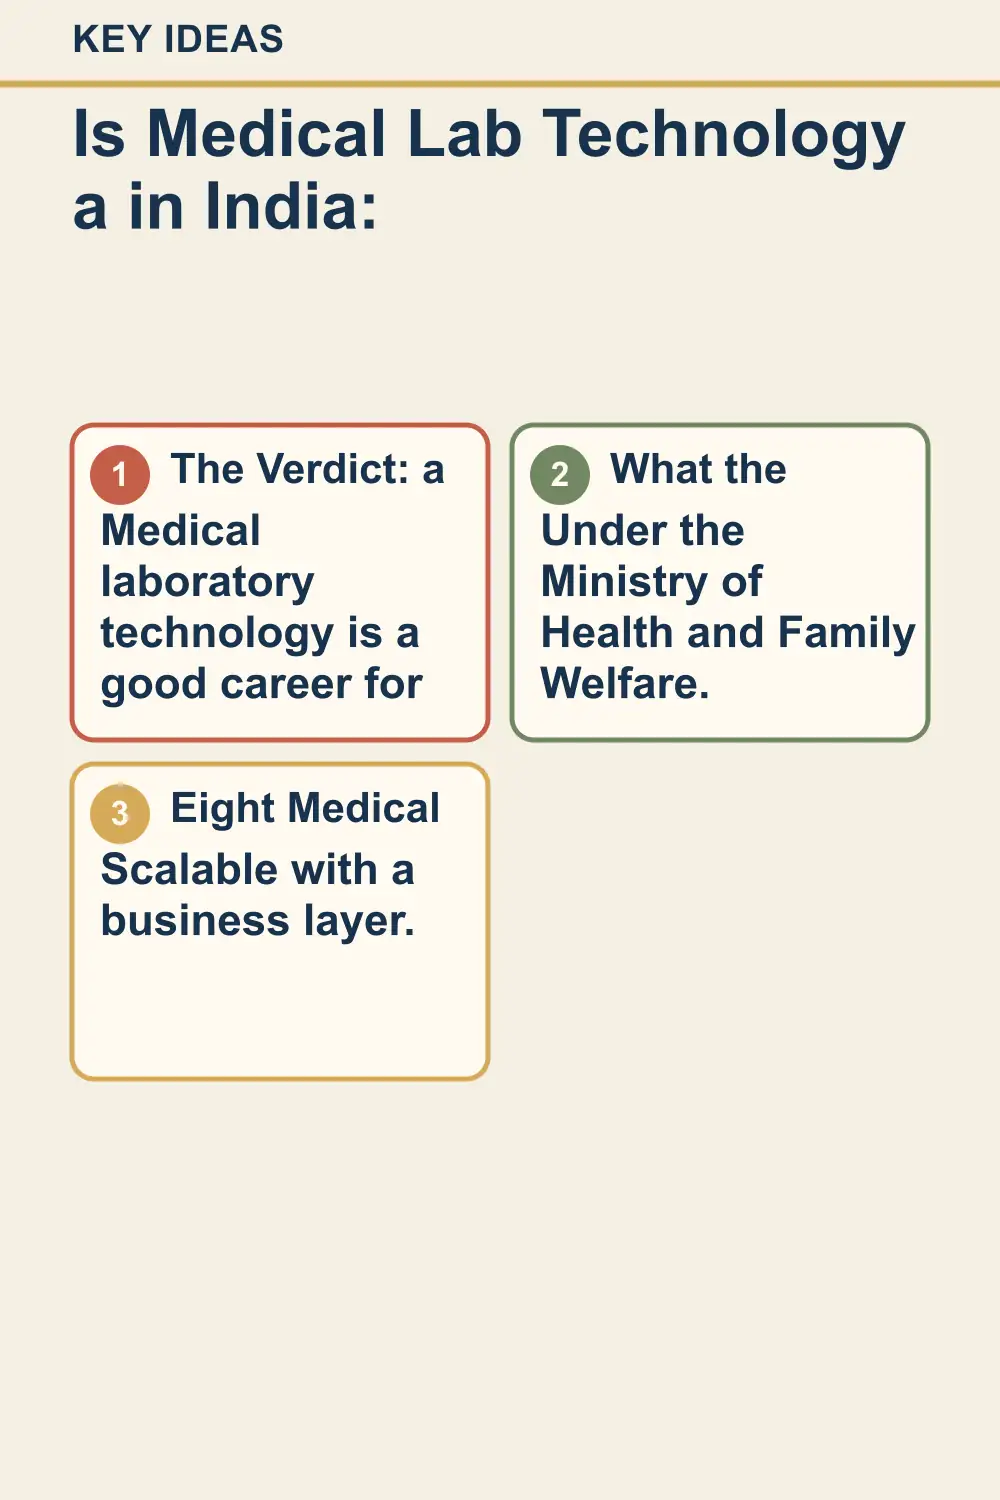 KEY IDEAS
Is Medical Lab Technology
a in India:
1
The Verdict: a
Medical
laboratory
technology is a
good career for
2
What the
Under the
Ministry of
Health and Family
Welfare.
3
Eight Medical
Scalable with a
business layer.